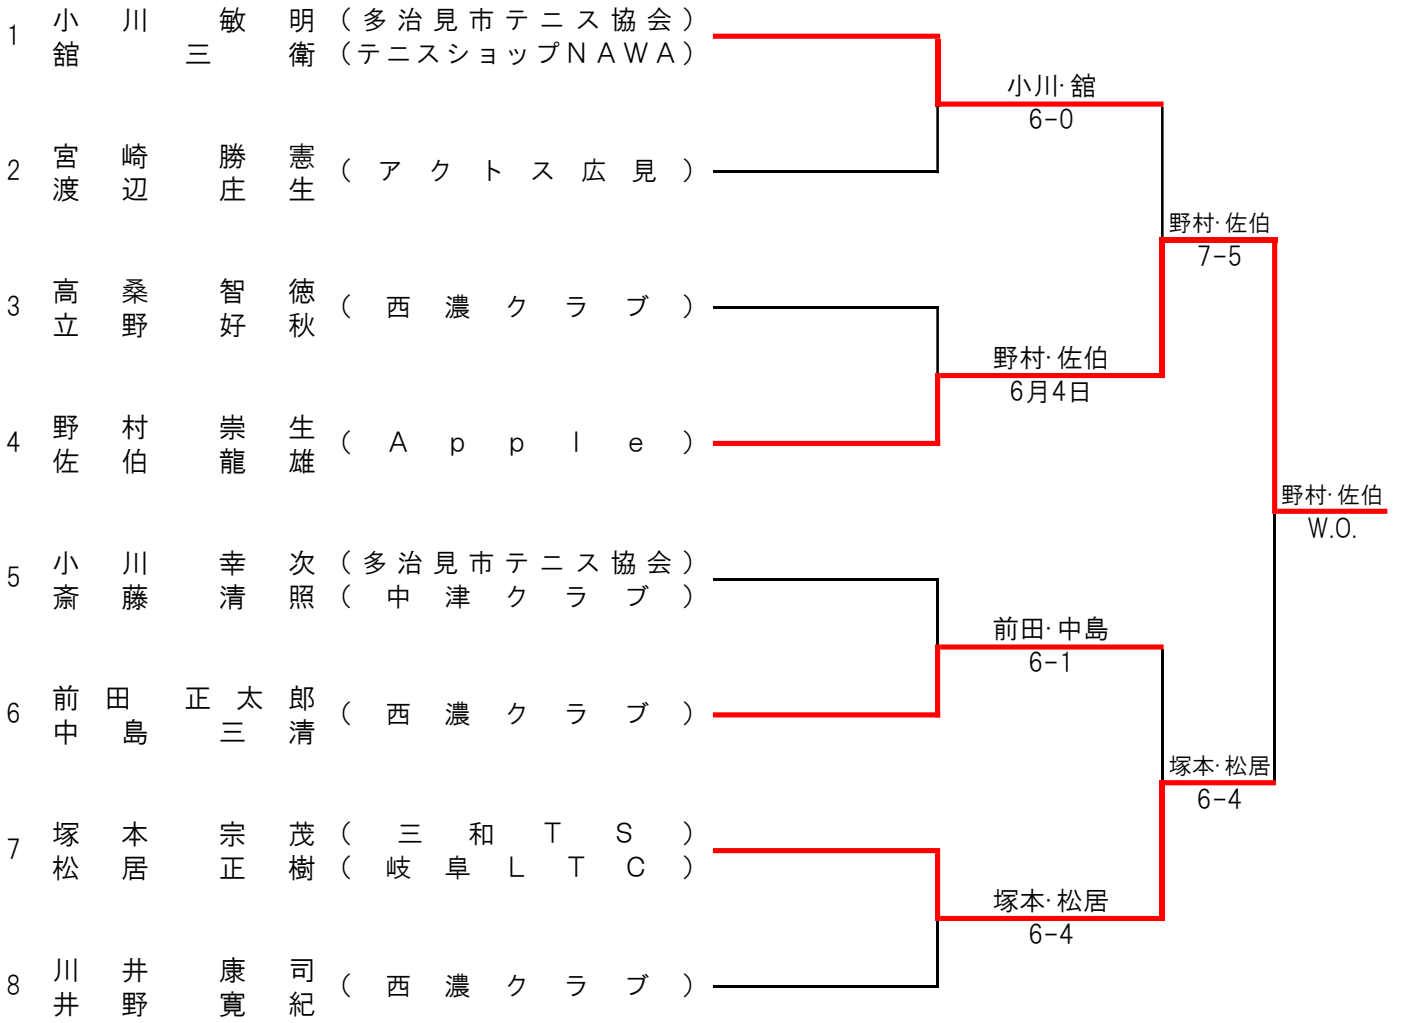 小川 敏明(多治見市テニス協会)
1
舘 三衛(テニスショップNAWA)
小川・舘
6-0
宮崎 勝憲
2 (アクトス広見)
渡辺 庄生
野村・佐伯
7-5
高桑 智徳
3 (西濃クラブ)
立野 好秋
野村・佐伯
6月4日
野村 崇生
4 (Apple)
佐伯 龍雄
野村・佐伯
W.O.
小川 幸次(多治見市テニス協会)
5
斎藤 清照(中津クラブ)
前田・中島
6-1
前田 正太郎
6 (西濃クラブ)
中島 三清
塚本・松居
6-4
塚本 宗茂(三和TS)
7
松居 正樹(岐阜LTC)
塚本・松居
6-4
川井 康司
8 (西濃クラブ)
井野 寛紀